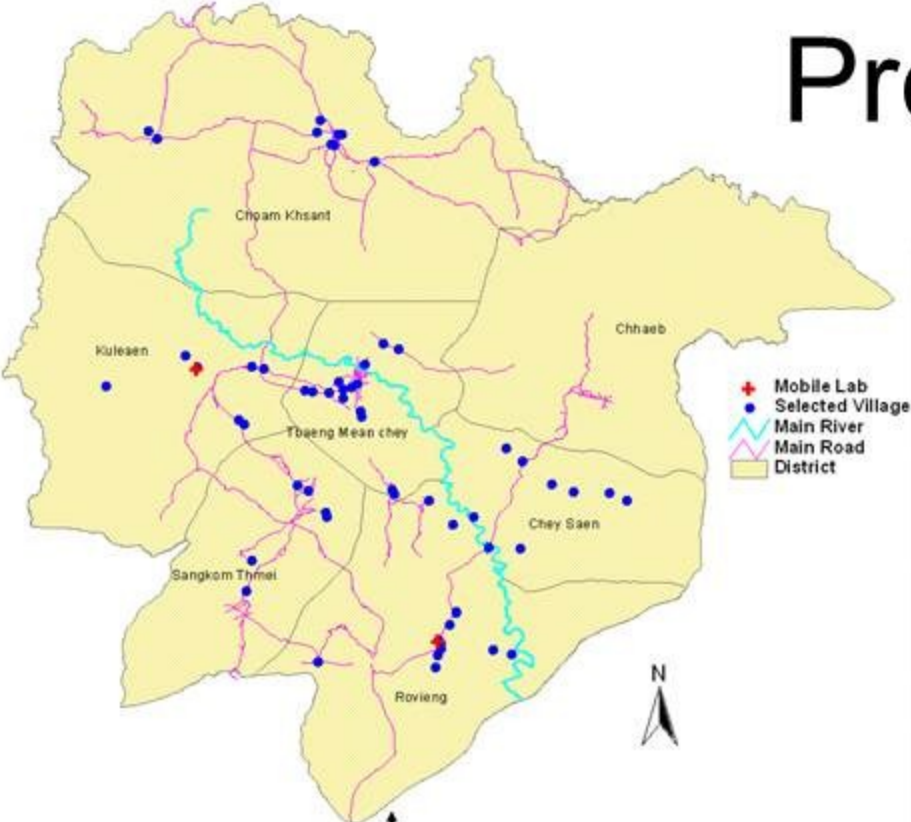 Pre
Choam Khsant
Chhaeb
Kuleaen
Mobile Lab
Selected Village
Main River
Main Road
District
Tbaeng Mean chey
Chey Saen
Sangkom Thmei
N
Rovieng